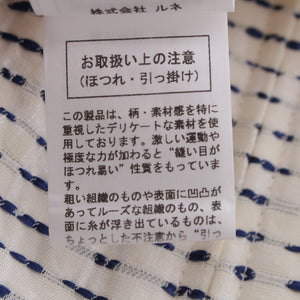 株式会社 ルネ
お取扱い上の注意
(ほつれ・引っ掛け)
この製品は、柄・素材感を特に
重視したデリケートな素材を使
用しております。激しい運動や
極度な力が加わると“縫い目が
ほつれ易い”性質をもっていま
す。
粗い組織のものや表面に凹凸が
あってルーズな組織のもの、表
面に糸が浮き出ているものは、
ちょっとした不注意から“引っ